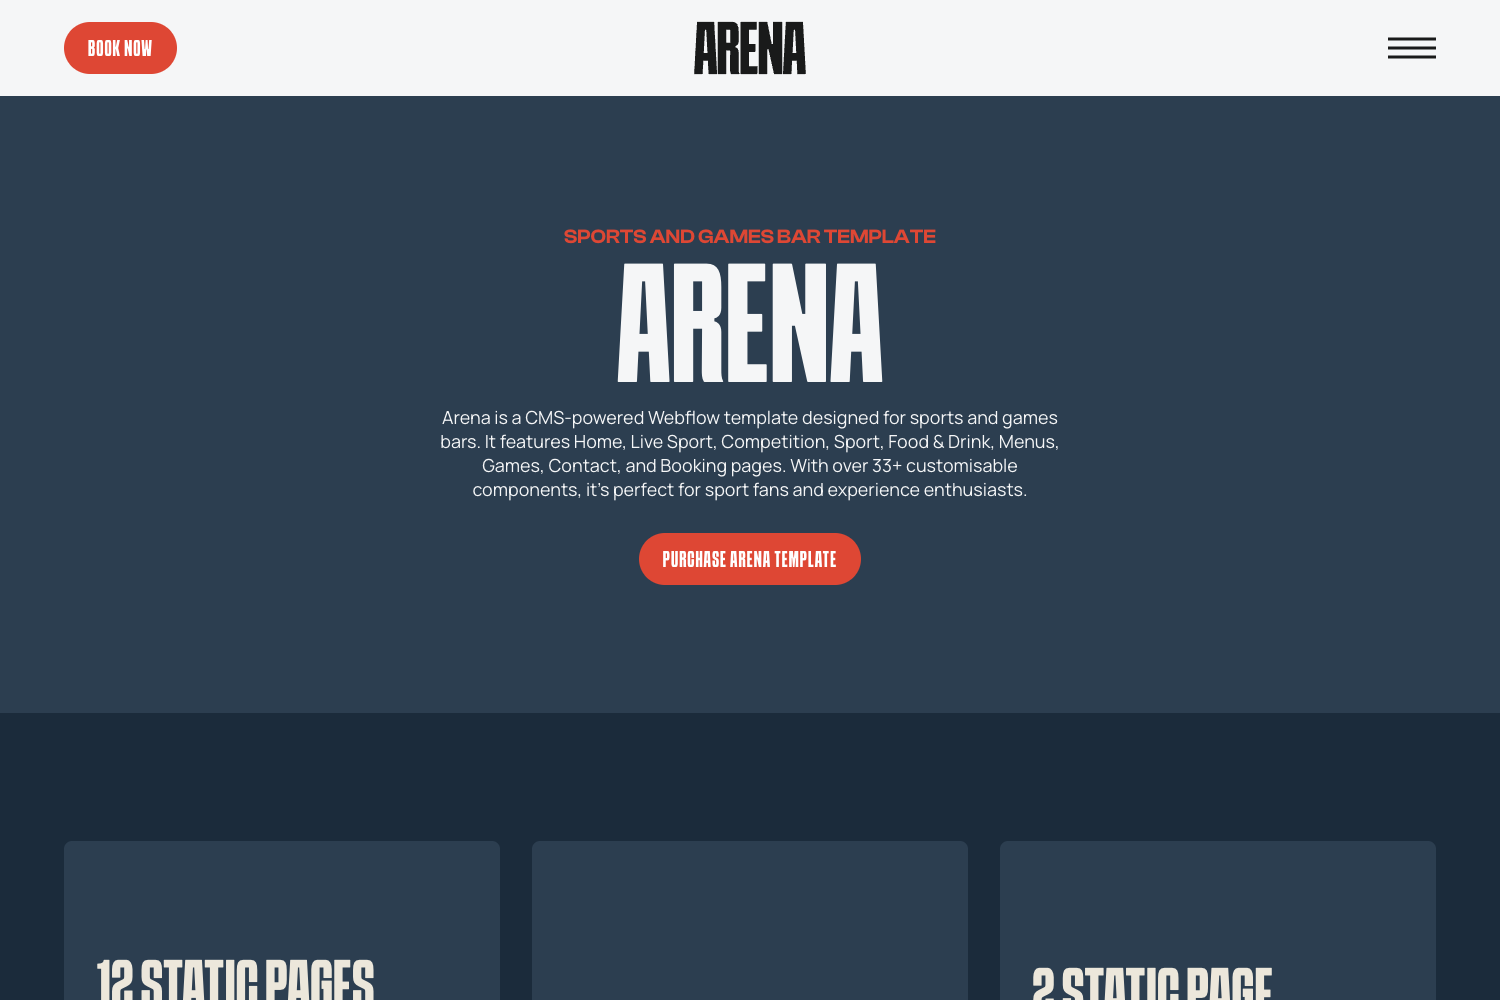 BOOK NOW
ARENA
SPORTS AND GAMES BAR TEMPLATE
ARENA
Arena is a CMS-powered Webflow template designed for sports and games
bars. It features Home, Live Sport, Competition, Sport, Food & Drink, Menus,
Games, Contact, and Booking pages. With over 33+ customisable
components, it's perfect for sport fans and experience enthusiasts.
PURCHASE ARENA TEMPLATE
12 STATIC PAGES
2 STATIC PAGE